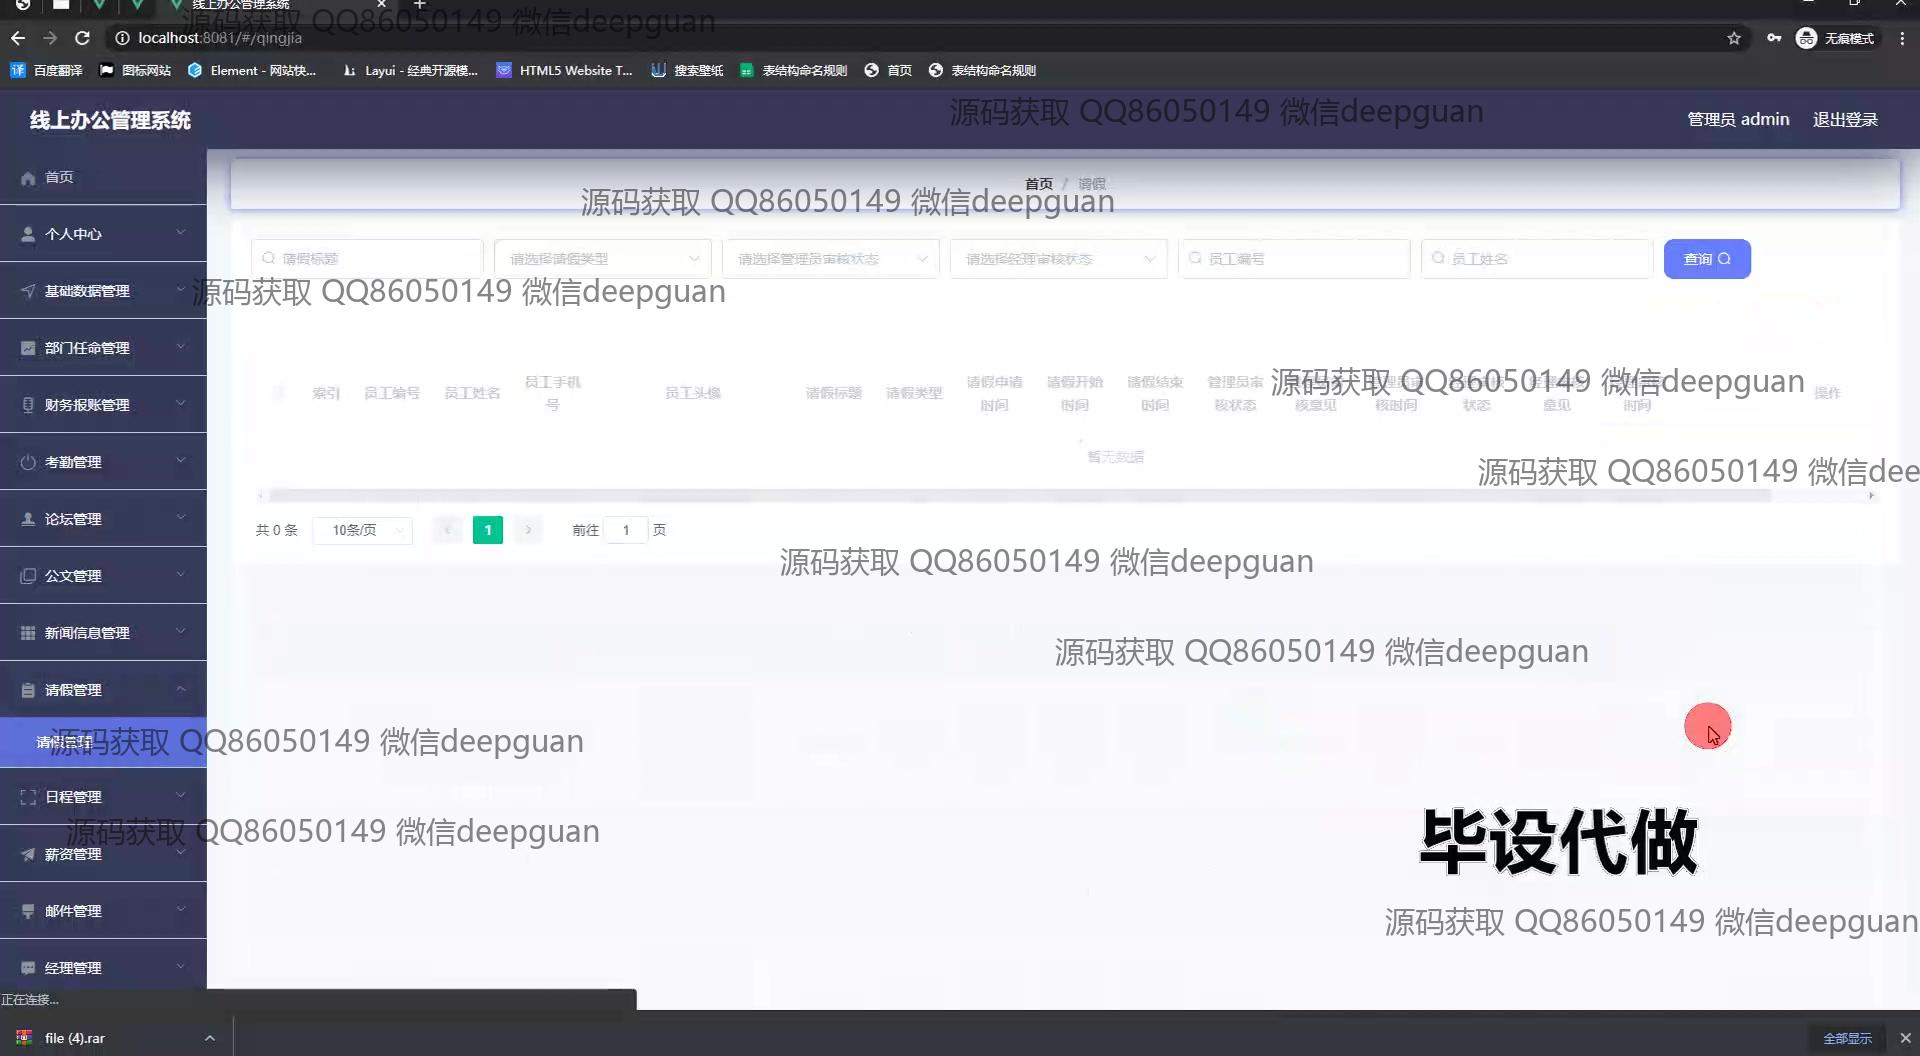 线上办公管理系统
源码获取 QQ86050149 微信deepguan
localhost:8081/#/qingjia
无痕模式
百度翻译
图标网站
Element - 网站快...
Layui - 经典开源模...
HTML5 Website T...
搜索壁纸
表结构命名规则
首页
表结构命名规则
线上办公管理系统
源码获取 QQ86050149 微信deepguan
管理员 admin
退出登录
首页
首页 / 请假
源码获取 QQ86050149 微信deepguan
个人中心
请假标题
请选择请假类型
请选择管理员审核状态
请选择经理审核状态
员工编号
员工姓名
查询
基础数据管理
源码获取 QQ86050149 微信deepguan
部门任命管理
索引
员工编号
员工姓名
员工手机号
员工头像
请假标题
请假类型
请假申请时间
请假开始时间
请假结束时间
管理员审核状态
核意见
核时间
状态
意见
时间
操作
源码获取 QQ86050149 微信deepguan
财务报账管理
考勤管理
暂无数据
源码获取 QQ86050149 微信dee
论坛管理
共 0 条
10条/页
1
前往 1 页
源码获取 QQ86050149 微信deepguan
公文管理
新闻信息管理
源码获取 QQ86050149 微信deepguan
请假管理
请假管理
源码获取 QQ86050149 微信deepguan
日程管理
源码获取 QQ86050149 微信deepguan
薪资管理
毕设代做
邮件管理
源码获取 QQ86050149 微信deepguan
经理管理
正在连接...
file (4).rar
全部显示